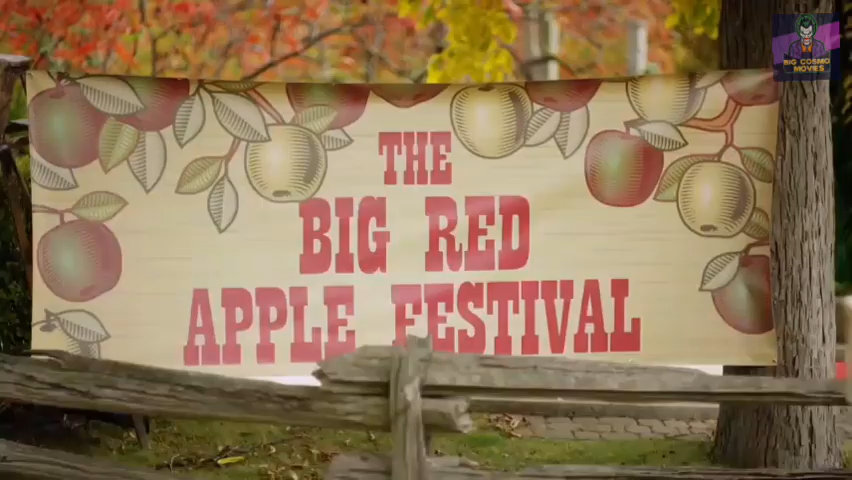 BIG COSMO
MOVIES
THE
BIG RED
APPLE FESTIVAL